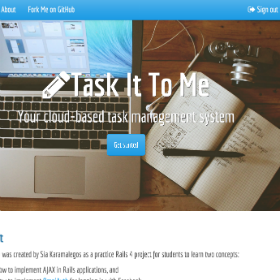 About Fork Me on GitHub Sign out
Task It To Me
Your cloud-based task management system
Get started
t
was created by Sia Karamalegos as a practice Rails 4 project for students to learn two concepts:
ow to implement AJAX in Rails applications, and